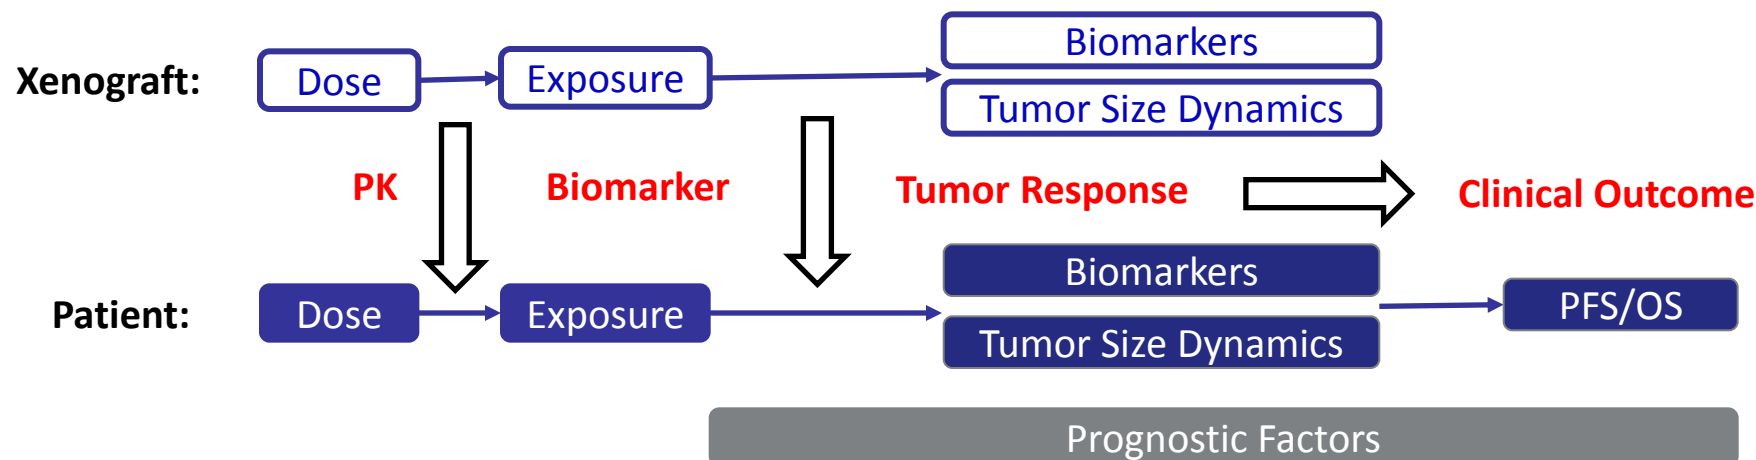 Xenograft:
Dose
Exposure
Biomarkers
Tumor Size Dynamics
PK
Biomarker
Tumor Response
Clinical Outcome
Patient:
Dose
Exposure
Biomarkers
Tumor Size Dynamics
PFS/OS
Prognostic Factors